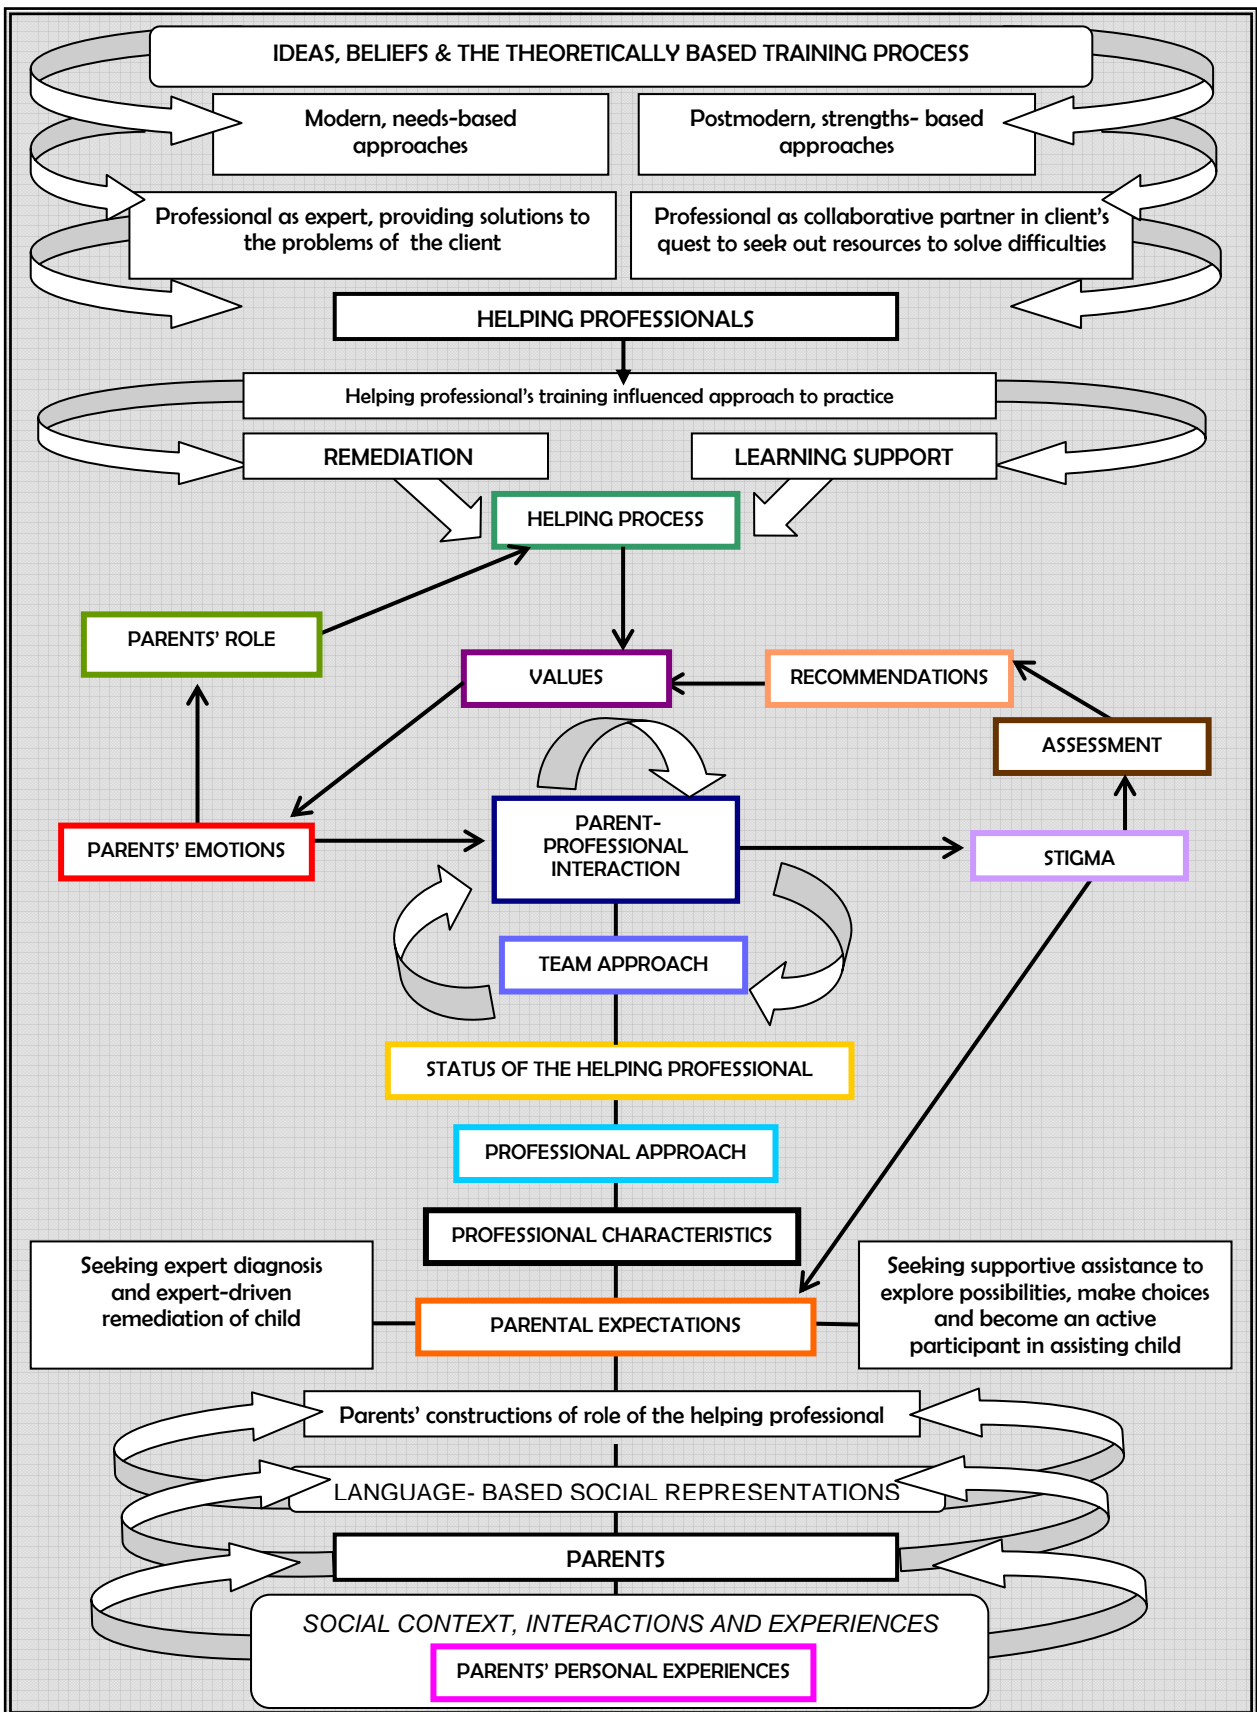 IDEAS, BELIEFS & THE THEORETICALLY BASED TRAINING PROCESS
Modern, needs-based
approaches
Postmodern, strengths- based
approaches
Professional as expert, providing solutions to
the problems of the client
Professional as collaborative partner in client's
quest to seek out resources to solve difficulties
HELPING PROFESSIONALS
Helping professional's training influenced approach to practice
REMEDIATION
LEARNING SUPPORT
HELPING PROCESS
PARENTS' ROLE
VALUES
RECOMMENDATIONS
ASSESSMENT
PARENTS' EMOTIONS
PARENT-
PROFESSIONAL
INTERACTION
STIGMA
TEAM APPROACH
STATUS OF THE HELPING PROFESSIONAL
PROFESSIONAL APPROACH
PROFESSIONAL CHARACTERISTICS
Seeking expert diagnosis
and expert-driven
remediation of child
PARENTAL EXPECTATIONS
Seeking supportive assistance to
explore possibilities, make choices
and become an active
participant in assisting child
Parents' constructions of role of the helping professional
LANGUAGE- BASED SOCIAL REPRESENTATIONS
PARENTS
SOCIAL CONTEXT, INTERACTIONS AND EXPERIENCES
PARENTS' PERSONAL EXPERIENCES